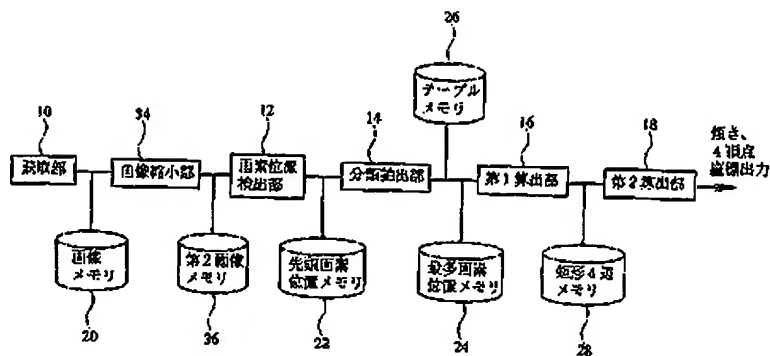 26
テーブル
メモリ
10
34
12
14
16
18
読取部
画像縮小部
画素位置
検出部
分類抽出部
第1算出部
第2算出部
傾き、
4頂点
座標出力
画像
メモリ
第2画像
メモリ
先頭画素
位置メモリ
最多画素
位置メモリ
矩形4辺
メモリ
20
36
22
24
28